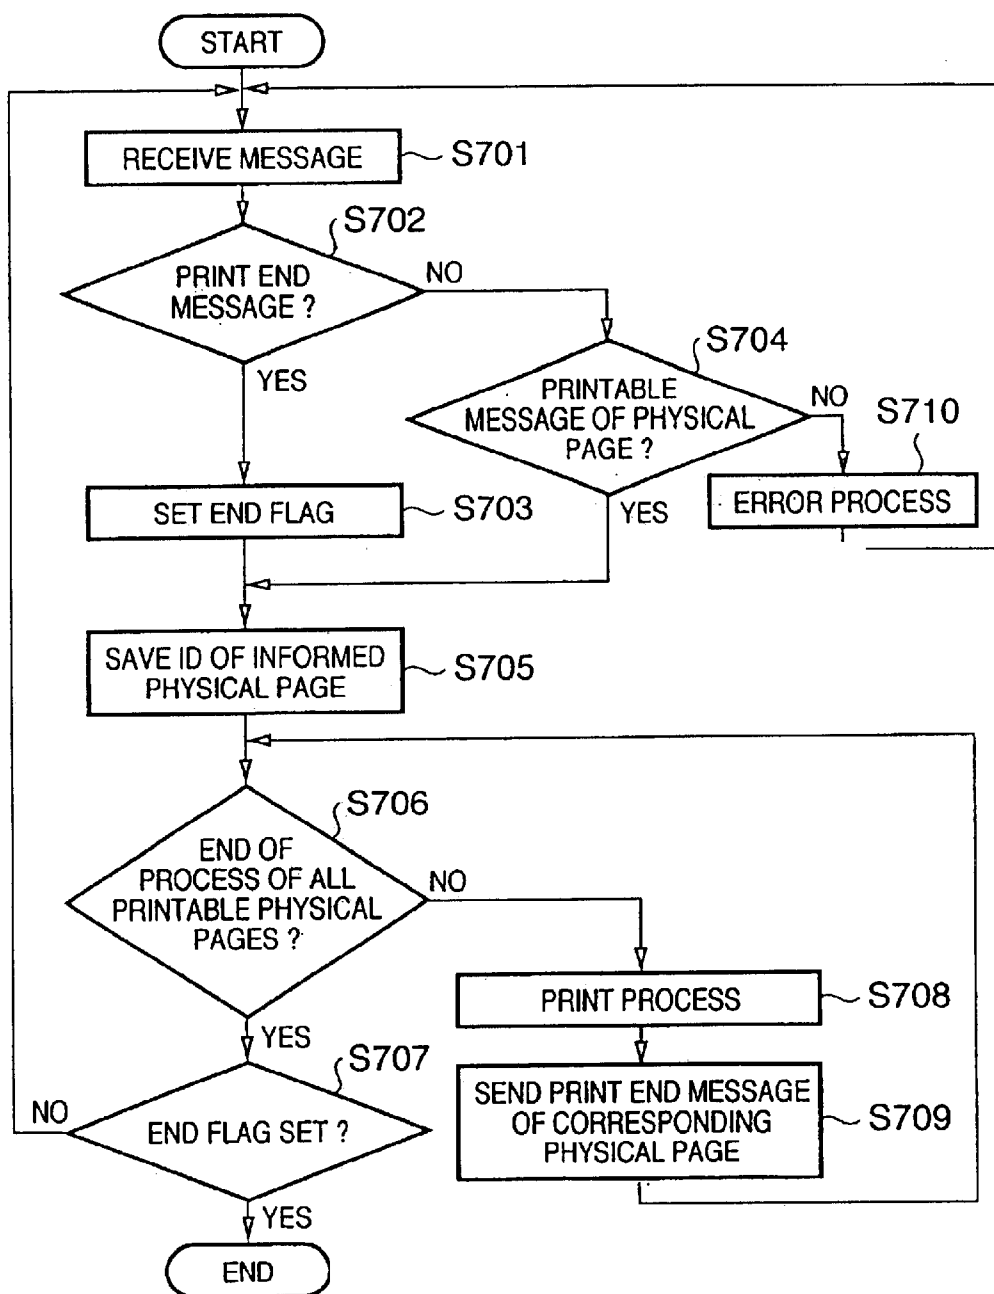 START
RECEIVE MESSAGE
S701
S702
PRINT END
MESSAGE ?
NO
YES
S704
PRINTABLE
MESSAGE OF PHYSICAL
PAGE ?
NO
YES
S710
ERROR PROCESS
SET END FLAG
S703
SAVE ID OF INFORMED
PHYSICAL PAGE
S705
S706
END OF
PROCESS OF ALL
PRINTABLE PHYSICAL
PAGES ?
NO
YES
PRINT PROCESS
S708
S707
END FLAG SET ?
NO
YES
SEND PRINT END MESSAGE
OF CORRESPONDING
PHYSICAL PAGE
S709
END